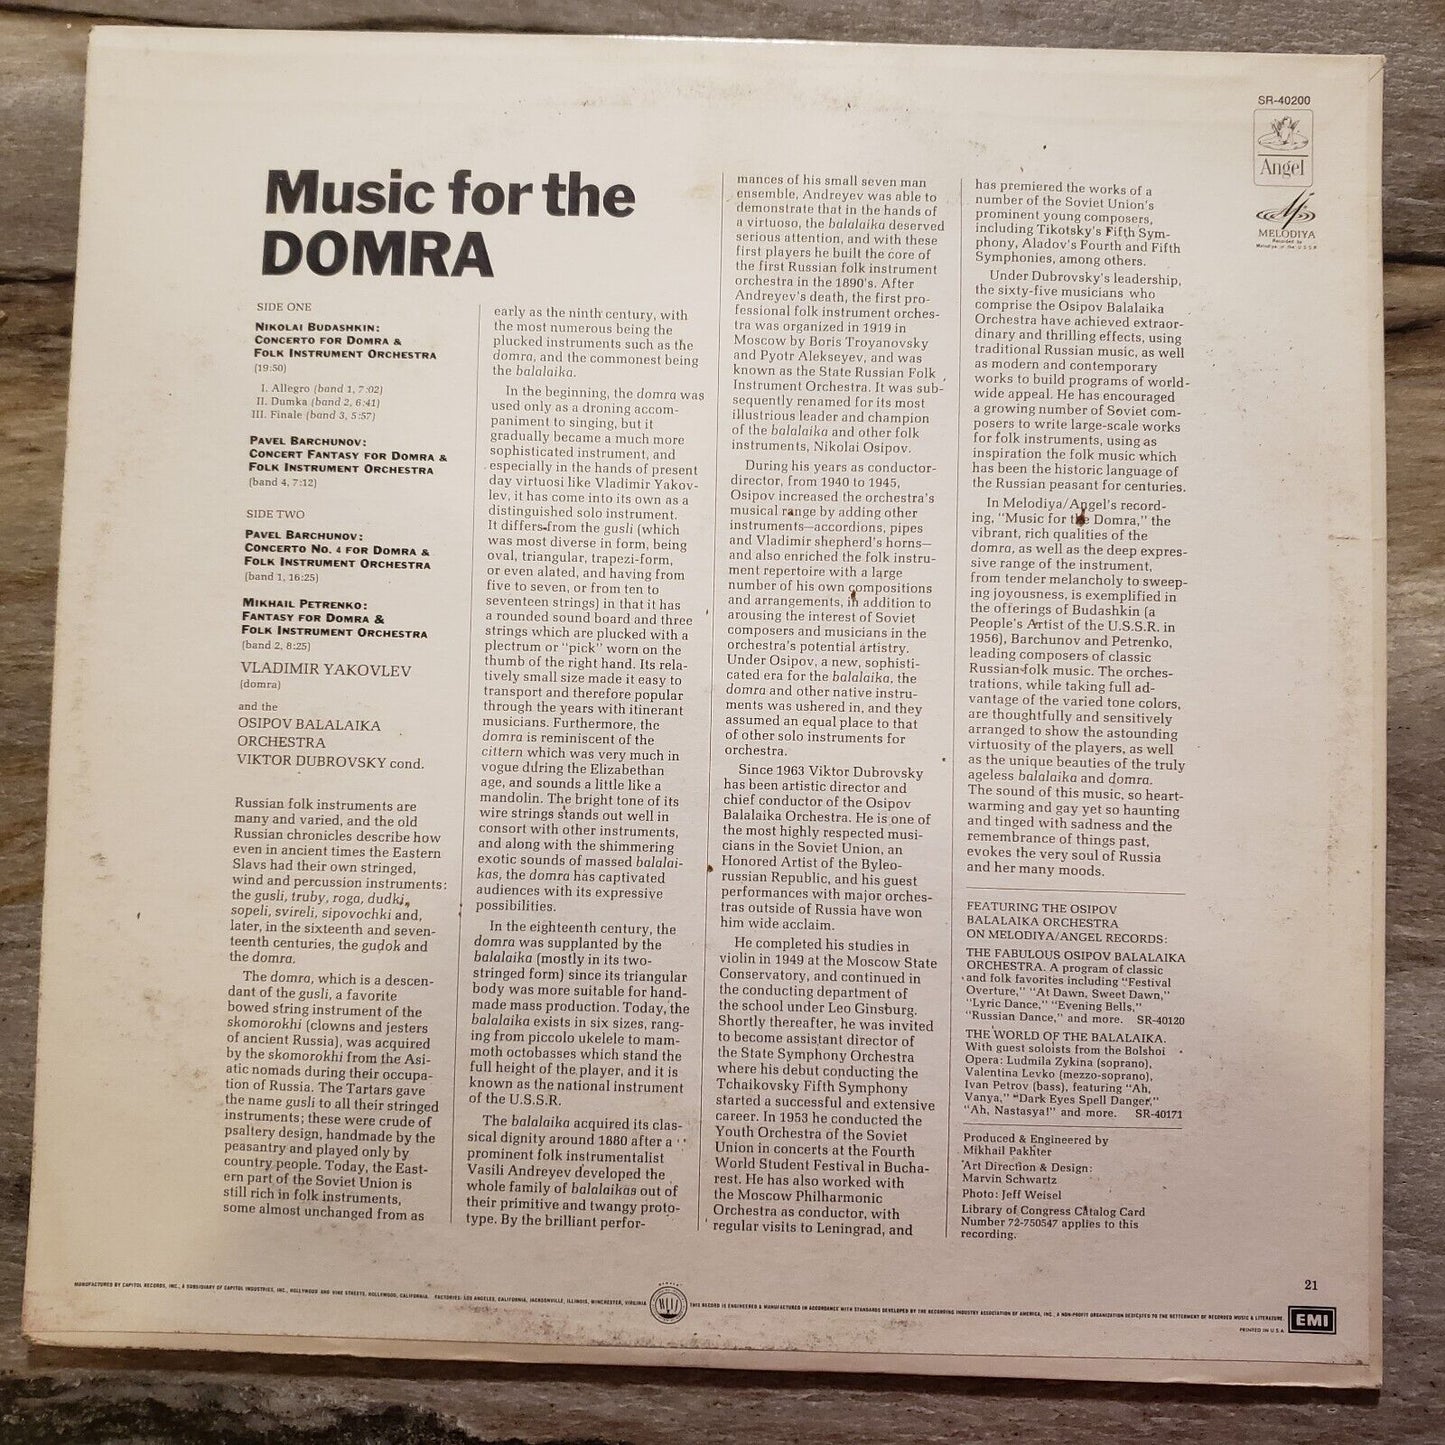 SR-40200
Angel
MELODIYA
Recorded by
Melodiya in the U.S.S.R.
Music for the
DOMRA
SIDE ONE
NIKOLAI BUDASHKIN:
CONCERTO FOR DOMRA &
FOLK INSTRUMENT ORCHESTRA
(19:50)
I. Allegro (band 1, 7:02)
II. Dumka (band 2, 6:41)
III. Finale (band 3, 5:57)
PAVEL BARCHUNOV:
CONCERT FANTASY FOR DOMRA &
FOLK INSTRUMENT ORCHESTRA
(band 4, 7:12)
SIDE TWO
PAVEL BARCHUNOV:
CONCERTO NO. 4 FOR DOMRA &
FOLK INSTRUMENT ORCHESTRA
(band 1, 16:25)
MIKHAIL PETRENKO:
FANTASY FOR DOMRA &
FOLK INSTRUMENT ORCHESTRA
(band 2, 8:25)
VLADIMIR YAKOVLEV
(domra)
and the
OSIPOV BALALAIKA
ORCHESTRA
VIKTOR DUBROVSKY cond.
Russian folk instruments are
many and varied, and the old
Russian chronicles describe how
even in ancient times the Eastern
Slavs had their own stringed,
wind and percussion instruments:
the gusli, truby, roga, dudki,
sopeli, svireli, sipovochki and,
later, in the sixteenth and seven-
teenth centuries, the gudok and
the domra.
The domra, which is a descen-
dant of the gusli, a favorite
bowed string instrument of the
skomorokhi (clowns and jesters
of ancient Russia), was acquired
by the skomorokhi from the Asi-
atic nomads during their occupa-
tion of Russia. The Tartars gave
the name gusli to all their stringed
instruments; these were crude of
psaltery design, handmade by the
peasantry and played only by
country people. Today, the East-
ern part of the Soviet Union is
still rich in folk instruments,
some almost unchanged from as
early as the ninth century, with
the most numerous being the
plucked instruments such as the
domra, and the commonest being
the balalaika.
In the beginning, the domra was
used only as a droning accom-
paniment to singing, but it
gradually became a much more
sophisticated instrument, and
especially in the hands of present
day virtuosi like Vladimir Yakov-
lev, it has come into its own as a
distinguished solo instrument.
It differs from the gusli (which
was most diverse in form, being
oval, triangular, trapezi-form,
or even alated, and having from
five to seven, or from ten to
seventeen strings) in that it has
a rounded sound board and three
strings which are plucked with a
plectrum or "pick" worn on the
thumb of the right hand. Its rela-
tively small size made it easy to
transport and therefore popular
through the years with itinerant
musicians. Furthermore, the
domra is reminiscent of the
cittern which was very much in
vogue during the Elizabethan
age, and sounds a little like a
mandolin. The bright tone of its
wire strings stands out well in
consort with other instruments,
and along with the shimmering
exotic sounds of massed balalai-
kas, the domra has captivated
audiences with its expressive
possibilities.
In the eighteenth century, the
domra was supplanted by the
balalaika (mostly in its two-
stringed form) since its triangular
body was more suitable for hand-
made mass production. Today, the
balalaika exists in six sizes, rang-
ing from piccolo ukelele to mam-
moth octobasses which stand the
full height of the player, and it is
known as the national instrument
of the U.S.S.R.
The balalaika acquired its clas-
sical dignity around 1880 after a
prominent folk instrumentalist
Vasili Andreyev developed the
whole family of balalaikas out of
their primitive and twangy proto-
type. By the brilliant perfor-
mances of his small seven man
ensemble, Andreyev was able to
demonstrate that in the hands of
a virtuoso, the balalaika deserved
serious attention, and with these
first players he built the core of
the first Russian folk instrument
orchestra in the 1890's. After
Andreyev's death, the first pro-
fessional folk instrument orches-
tra was organized in 1919 in
Moscow by Boris Troyanovsky
and Pyotr Alekseyev, and was
known as the State Russian Folk
Instrument Orchestra. It was sub-
sequently renamed for its most
illustrious leader and champion
of the balalaika and other folk
instruments, Nikolai Osipov.
During his years as conductor-
director, from 1940 to 1945,
Osipov increased the orchestra's
musical range by adding other
instruments—accordions, pipes
and Vladimir shepherd's horns—
and also enriched the folk instru-
ment repertoire with a large
number of his own compositions
and arrangements, in addition to
arousing the interest of Soviet
composers and musicians in the
orchestra's potential artistry.
Under Osipov, a new, sophisti-
cated era for the balalaika, the
domra and other native instru-
ments was ushered in, and they
assumed an equal place to that
of other solo instruments for
orchestra.
Since 1963 Viktor Dubrovsky
has been artistic director and
chief conductor of the Osipov
Balalaika Orchestra. He is one of
the most highly respected musi-
cians in the Soviet Union, an
Honored Artist of the Byleo-
russian Republic, and his guest
performances with major orches-
tras outside of Russia have won
him wide acclaim.
He completed his studies in
violin in 1949 at the Moscow State
Conservatory, and continued in
the conducting department of
the school under Leo Ginsburg.
Shortly thereafter, he was invited
to become assistant director of
the State Symphony Orchestra
where his debut conducting the
Tchaikovsky Fifth Symphony
started a successful and extensive
career. In 1953 he conducted the
Youth Orchestra of the Soviet
Union in concerts at the Fourth
World Student Festival in Bucha-
rest. He has also worked with
the Moscow Philharmonic
Orchestra as conductor, with
regular visits to Leningrad, and
has premiered the works of a
number of the Soviet Union's
prominent young composers,
including Tikotsky's Fifth Sym-
phony, Aladov's Fourth and Fifth
Symphonies, among others.
Under Dubrovsky's leadership,
the sixty-five musicians who
comprise the Osipov Balalaika
Orchestra have achieved extraor-
dinary and thrilling effects, using
traditional Russian music, as well
as modern and contemporary
works to build programs of world-
wide appeal. He has encouraged
a growing number of Soviet com-
posers to write large-scale works
for folk instruments, using as
inspiration the folk music which
has been the historic language of
the Russian peasant for centuries.
In Melodiya/Angel's record-
ing, "Music for the Domra," the
vibrant, rich qualities of the
domra, as well as the deep expres-
sive range of the instrument,
from tender melancholy to sweep-
ing joyousness, is exemplified in
the offerings of Budashkin (a
People's Artist of the U.S.S.R. in
1956), Barchunov and Petrenko,
leading composers of classic
Russian folk music. The orches-
trations, while taking full ad-
vantage of the varied tone colors,
are thoughtfully and sensitively
arranged to show the astounding
virtuosity of the players, as well
as the unique beauties of the truly
ageless balalaika and domra.
The sound of this music, so heart-
warming and gay yet so haunting
and tinged with sadness and the
remembrance of things past,
evokes the very soul of Russia
and her many moods.
FEATURING THE OSIPOV
BALALAIKA ORCHESTRA
ON MELODIYA/ANGEL RECORDS:
THE FABULOUS OSIPOV BALALAIKA
ORCHESTRA. A program of classic
and folk favorites including "Festival
Overture," "At Dawn, Sweet Dawn,"
"Lyric Dance," "Evening Bells,"
"Russian Dance," and more. SR-40120
THE WORLD OF THE BALALAIKA.
With guest soloists from the Bolshoi
Opera: Ludmila Zykina (soprano),
Valentina Levko (mezzo-soprano),
Ivan Petrov (bass), featuring "Ah,
Vanya," "Dark Eyes Spell Danger,"
"Ah, Nastasya!" and more. SR-40171
Produced & Engineered by
Mikhail Pakhter
Art Direction & Design:
Marvin Schwartz
Photo: Jeff Weisel
Library of Congress Catalog Card
Number 72-750547 applies to this
recording.
21
MANUFACTURED BY CAPITOL RECORDS, INC., A SUBSIDIARY OF CAPITOL INDUSTRIES, INC., HOLLYWOOD AND VINE STREETS, HOLLYWOOD, CALIFORNIA. FACTORIES: LOS ANGELES, CALIFORNIA, JACKSONVILLE, ILLINOIS, WINCHESTER, VIRGINIA
THIS RECORD IS ENGINEERED & MANUFACTURED IN ACCORDANCE WITH STANDARDS DEVELOPED BY THE RECORDING INDUSTRY ASSOCIATION OF AMERICA, INC., A NON-PROFIT ORGANIZATION DEDICATED TO THE BETTERMENT OF RECORDED MUSIC & LITERATURE.
EMI
PRINTED IN U.S.A.